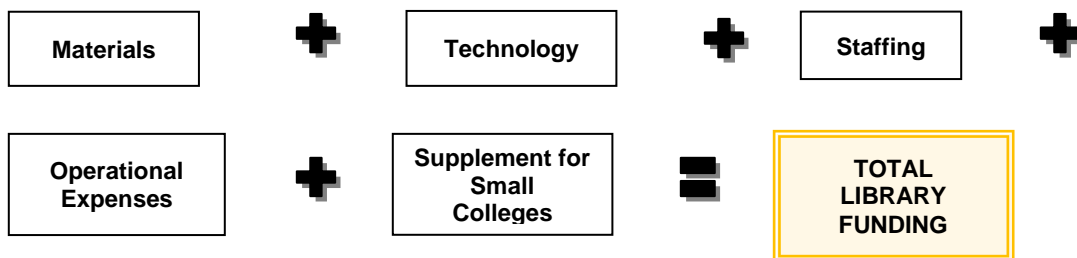 Materials
Technology
Staffing
Operational
Expenses
Supplement for
Small
Colleges
TOTAL
LIBRARY
FUNDING